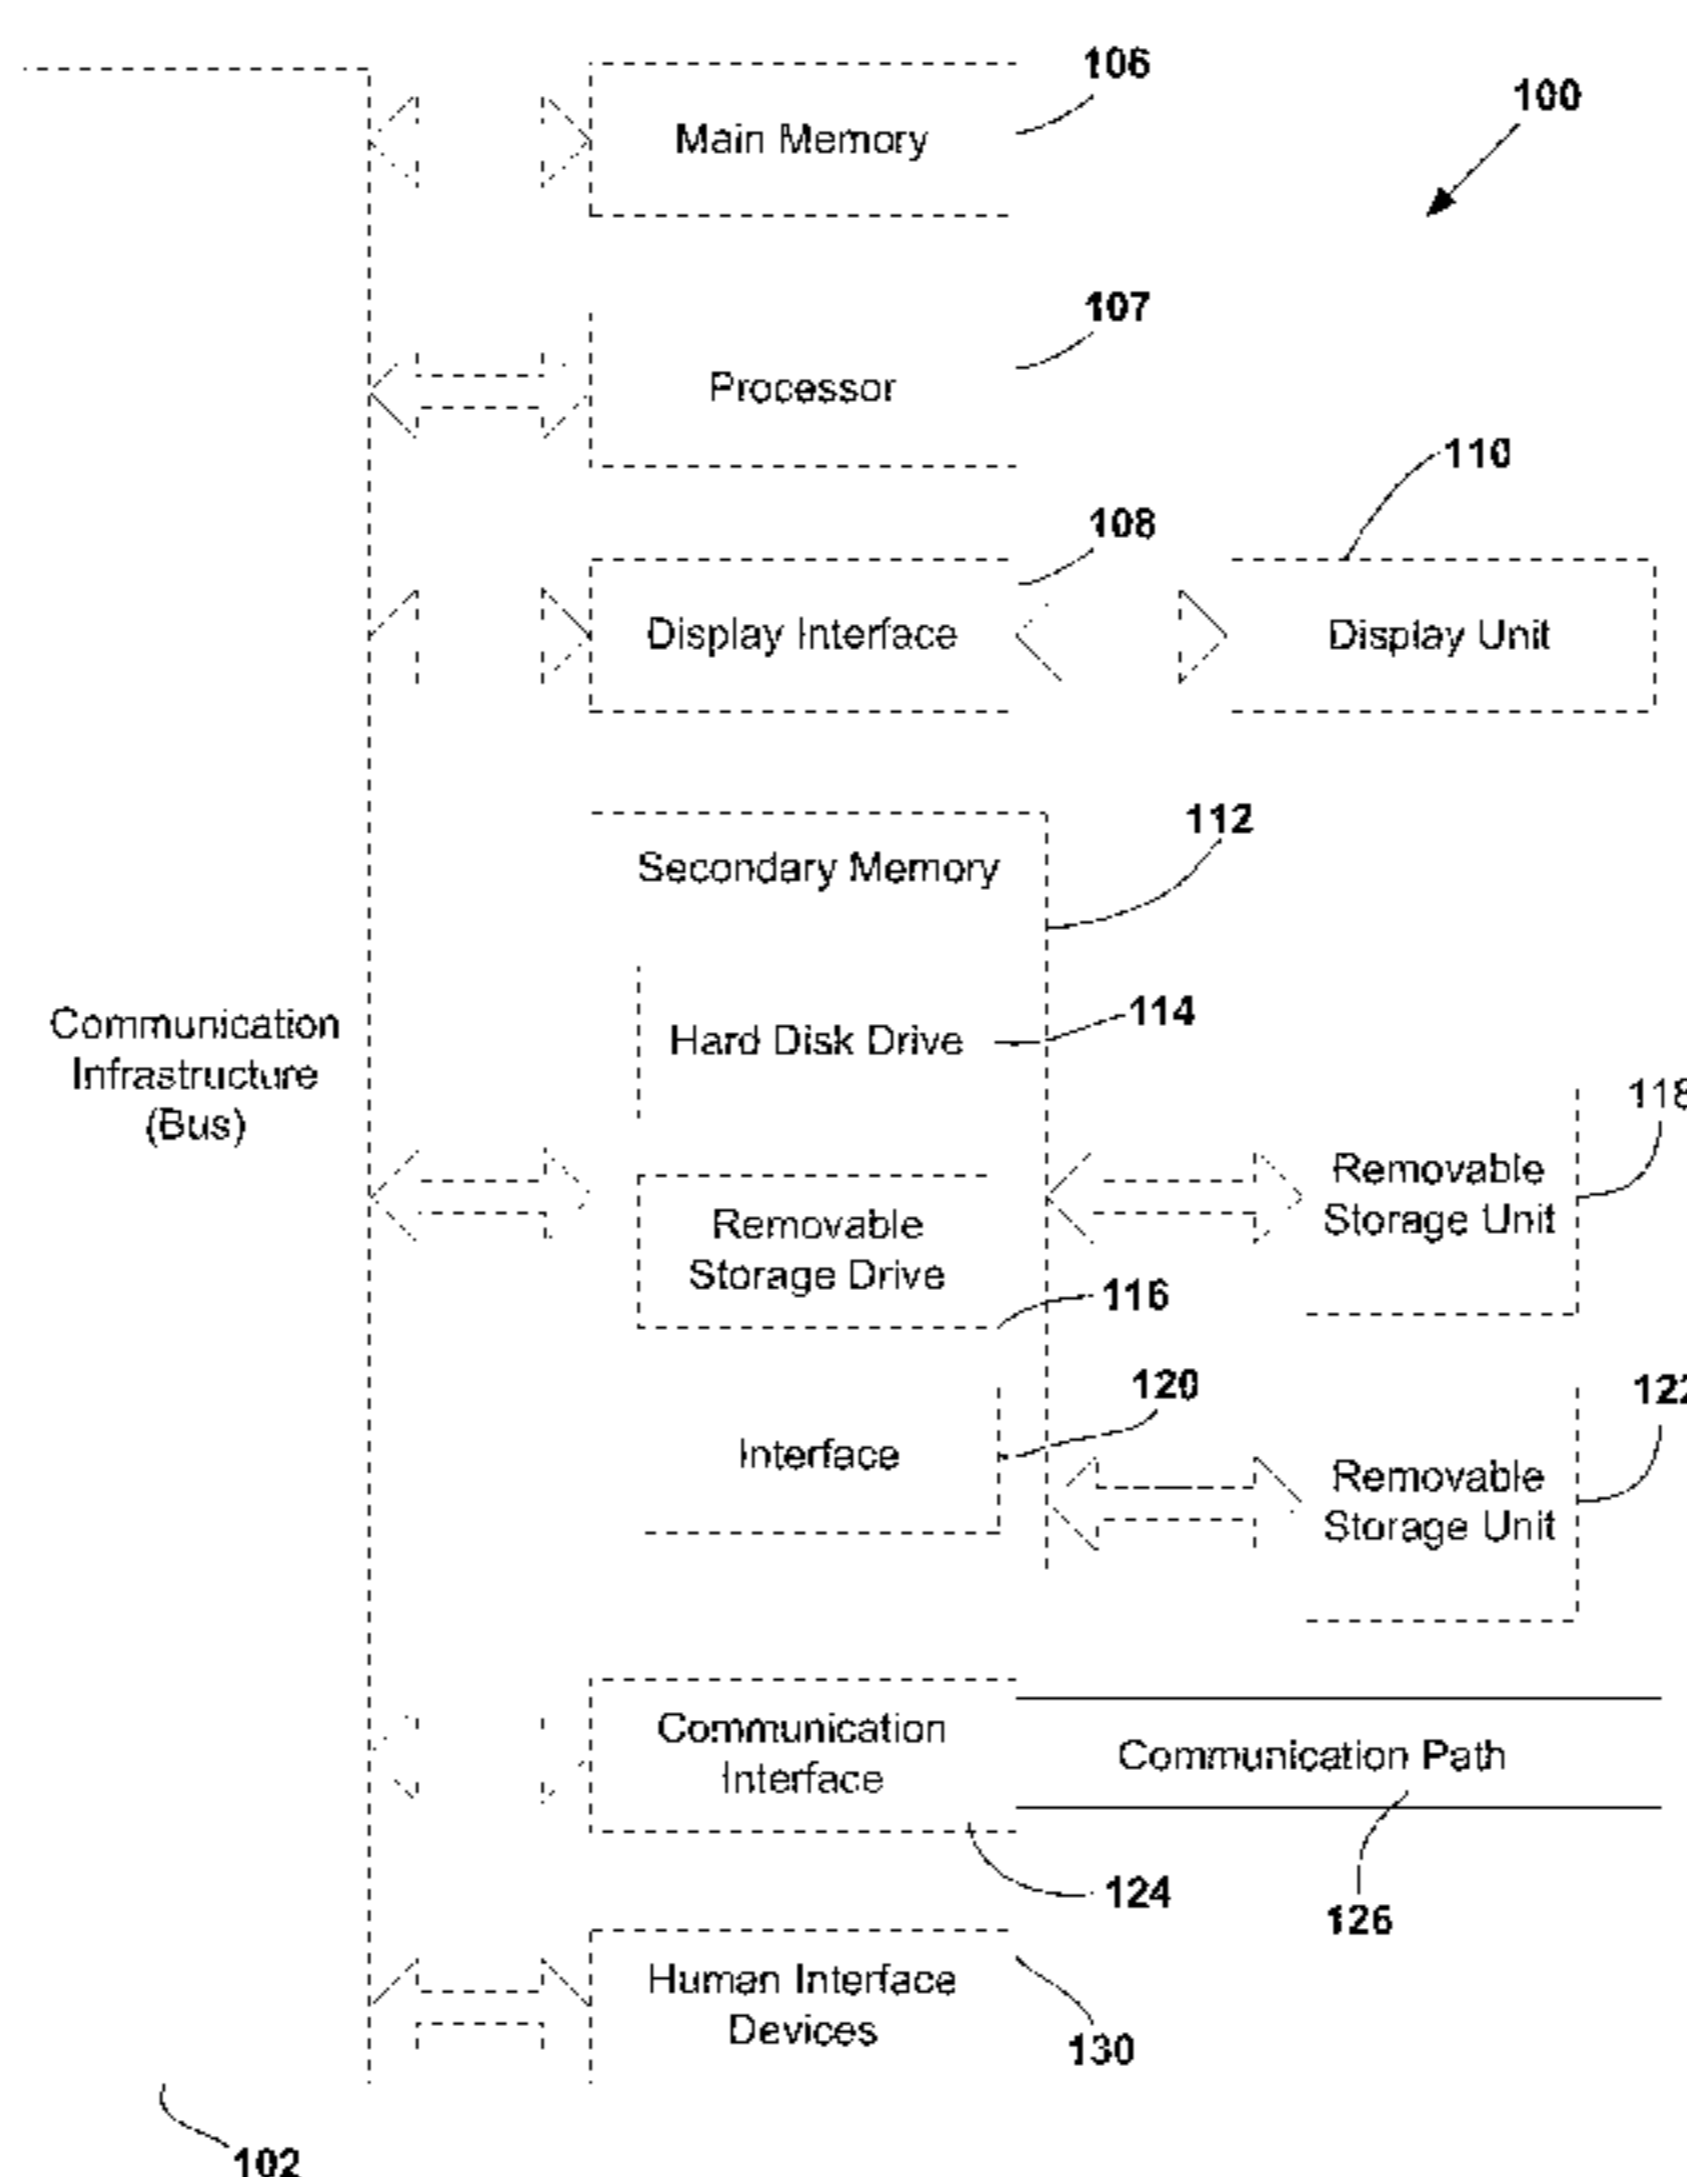 106
100
Main Memory
107
Processor
110
108
Display Interface
Display Unit
112
Secondary Memory
114
Hard Disk Drive
Communication
Infrastructure
(Bus)
118
Removable
Storage Unit
Removable
Storage Drive
116
120
122
Interface
Removable
Storage Unit
Communication
Interface
Communication Path
124
126
Human Interface
Devices
130
102